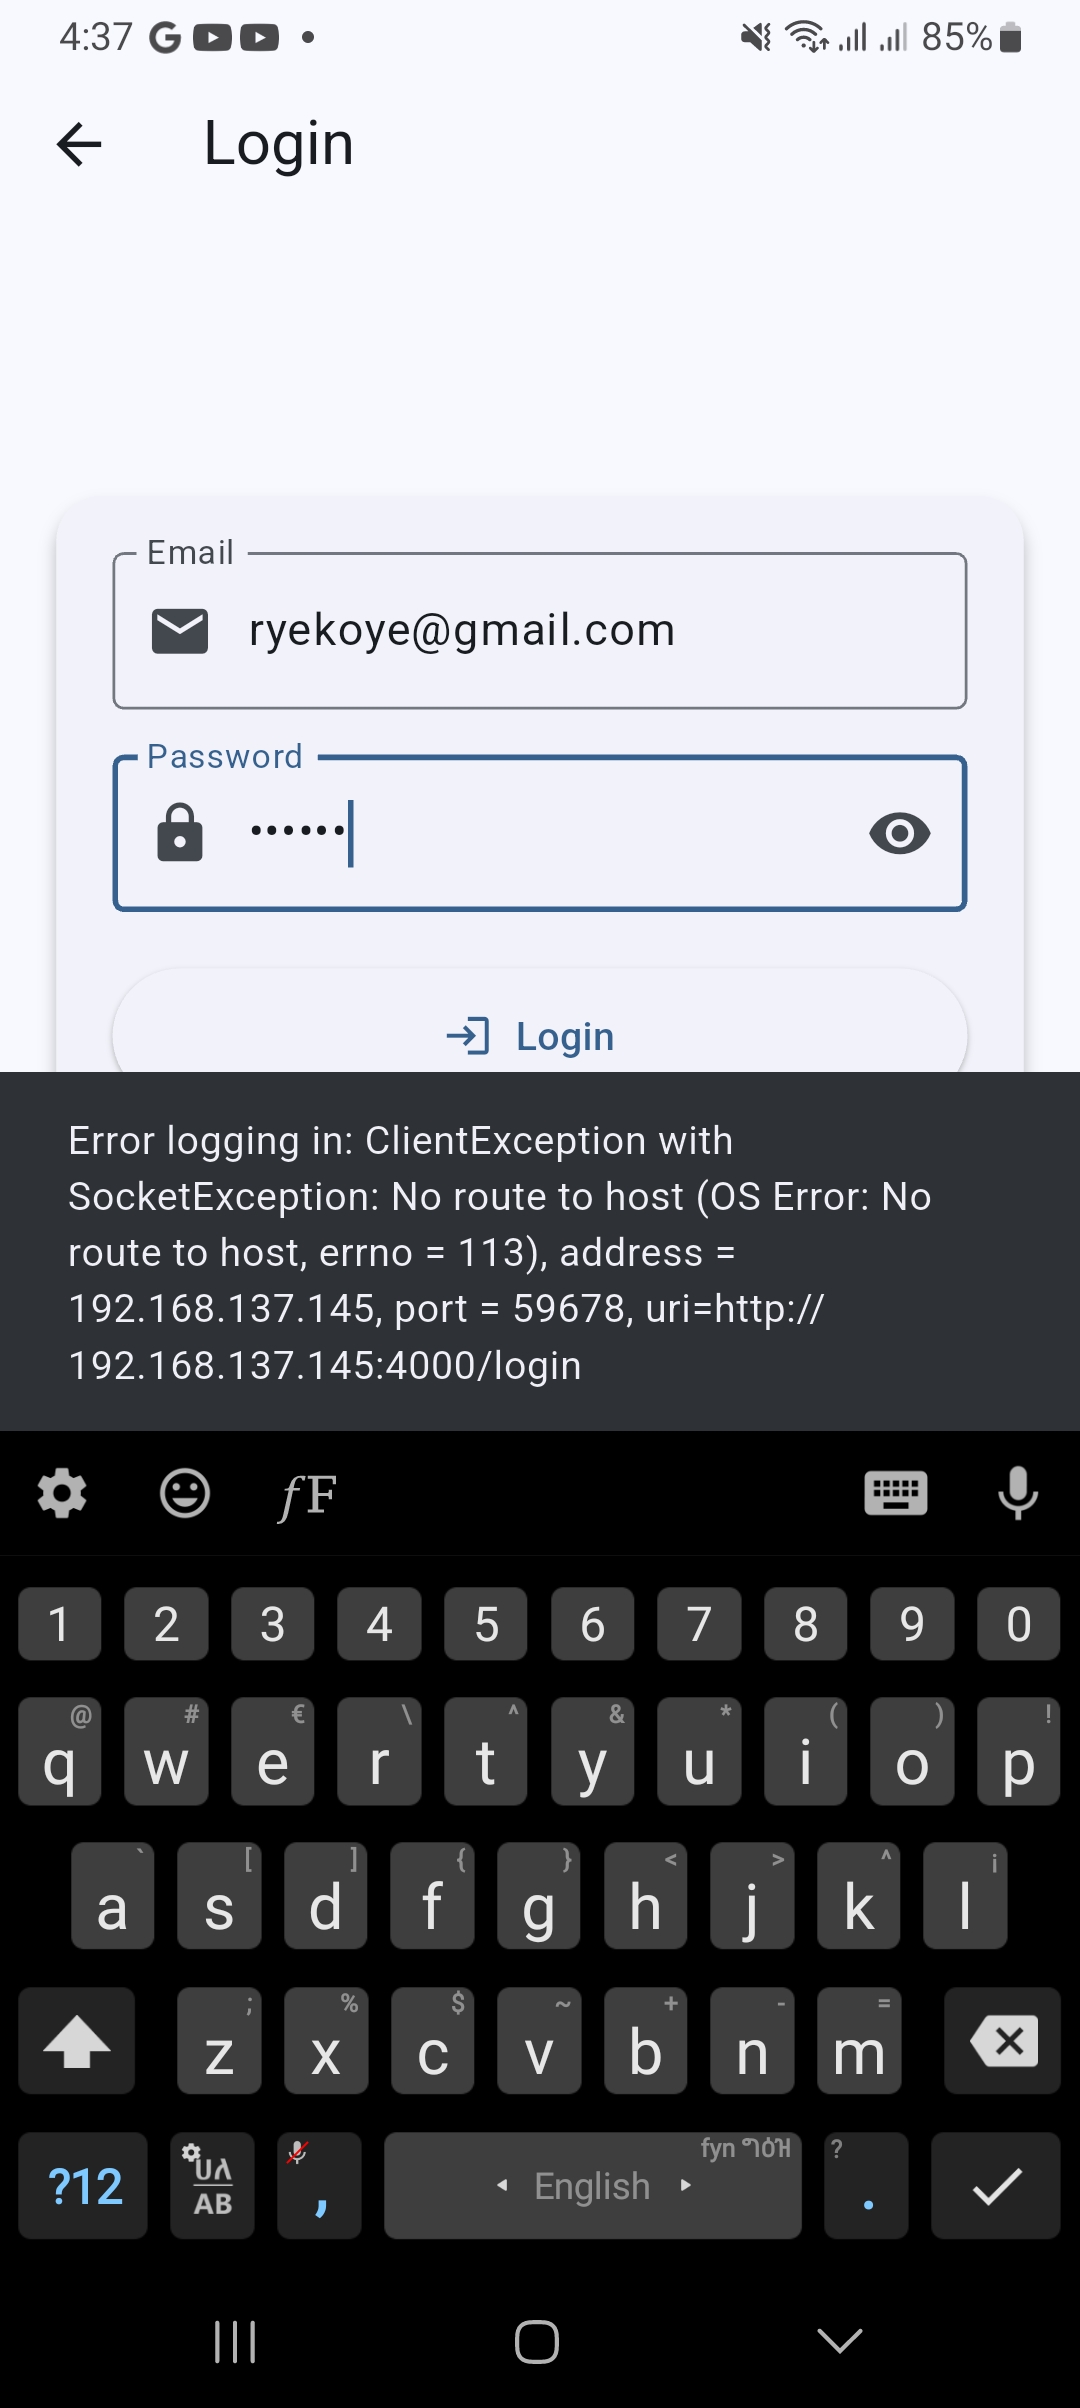 4:37 85%
Login
Email
ryekoye@gmail.com
Password
Login
Error logging in: ClientException with
SocketException: No route to host (OS Error: No
route to host, errno = 113), address =
192.168.137.145, port = 59678, uri=http://
192.168.137.145:4000/login
fF
1 2 3 4 5 6 7 8 9 0
@ # € \ ^ & * ( ) !
q w e r t y u i o p
` [ ] { } < > ^ ¡
a s d f g h j k l
; % $ ~ + - =
z x c v b n m
fyn ግዕዝ ?
?12 ሀለ AB , English .